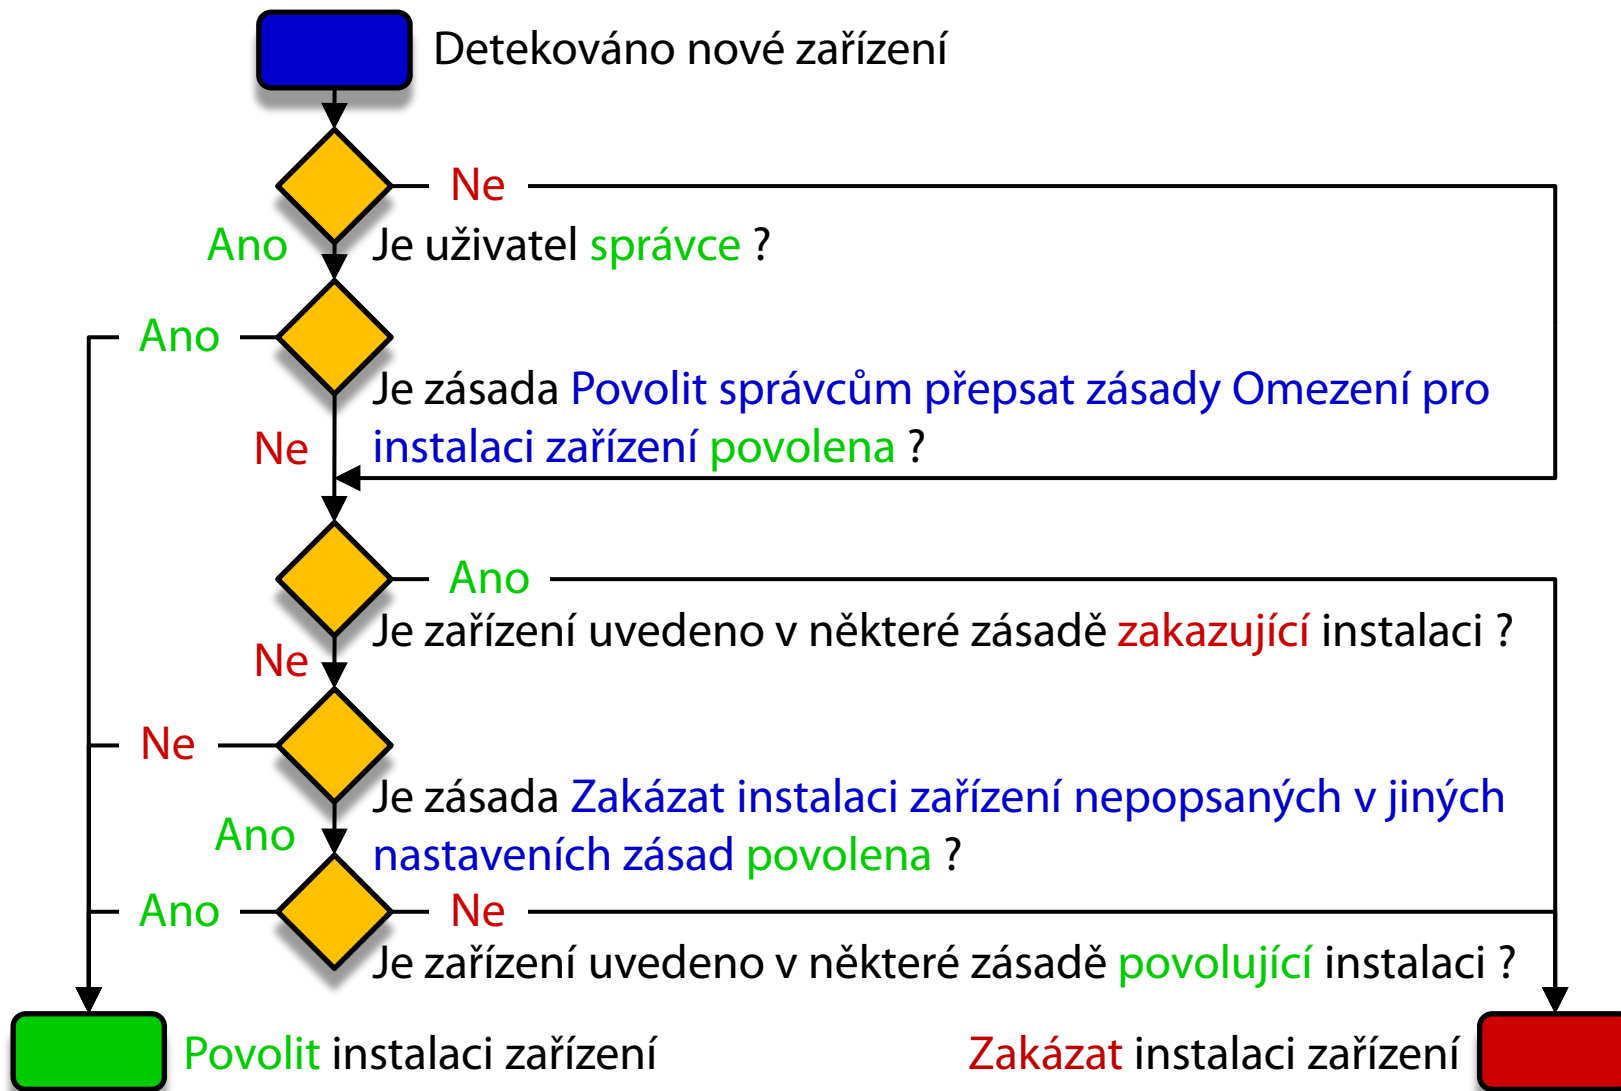 Detekováno nové zařízení
Ne
Ano
Je uživatel správce ?
Ano
Je zásada Povolit správcům přepsat zásady Omezení pro
instalaci zařízení povolena ?
Ne
Ano
Je zařízení uvedeno v některé zásadě zakazující instalaci ?
Ne
Ne
Je zásada Zakázat instalaci zařízení nepopsaných v jiných
nastaveních zásad povolena ?
Ano
Ano
Ne
Je zařízení uvedeno v některé zásadě povolující instalaci ?
Povolit instalaci zařízení
Zakázat instalaci zařízení